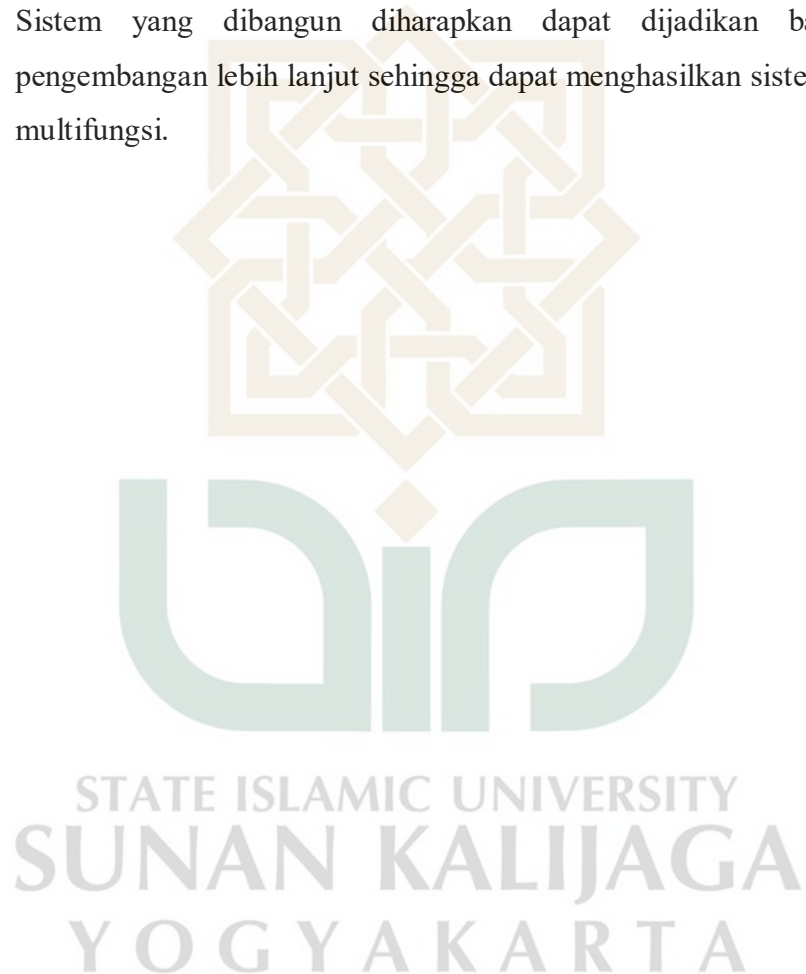 Sistem yang dibangun diharapkan dapat dijadikan
pengembangan lebih lanjut sehingga dapat menghasilkan
multifungsi.
STATE ISLAMIC UNIVERSITY
SUNAN KALIJAGA
YOGYAKARTA